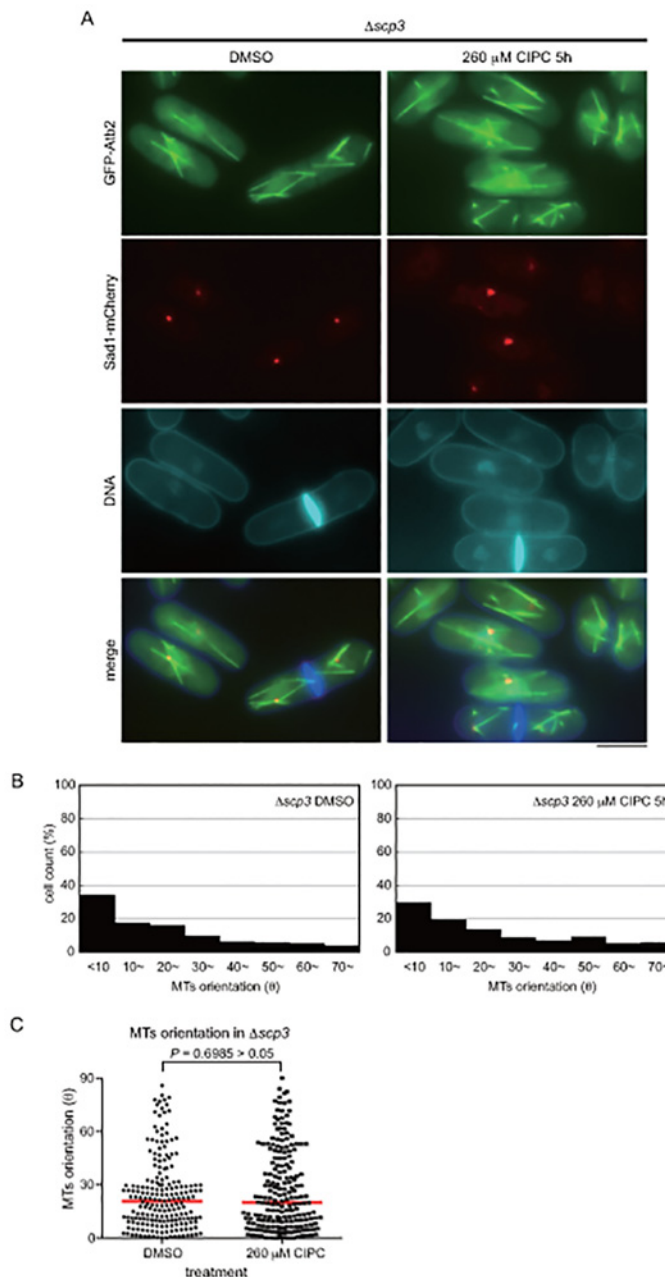 A
Δscp3
DMSO
260 μM CIPC 5h
GFP-Atb2
Sad1-mCherry
DNA
merge
B
100
80
60
40
20
0
cell count (%)
Δscp3 DMSO
<10 10~ 20~ 30~ 40~ 50~ 60~ 70~
MTs orientation (θ)
100
80
60
40
20
0
Δscp3 260 μM CIPC 5h
<10 10~ 20~ 30~ 40~ 50~ 60~ 70~
MTs orientation (θ)
C
MTs orientation in Δscp3
P = 0.6985 > 0.05
90
60
30
0
MTs orientation (θ)
DMSO
260 μM CIPC
treatment